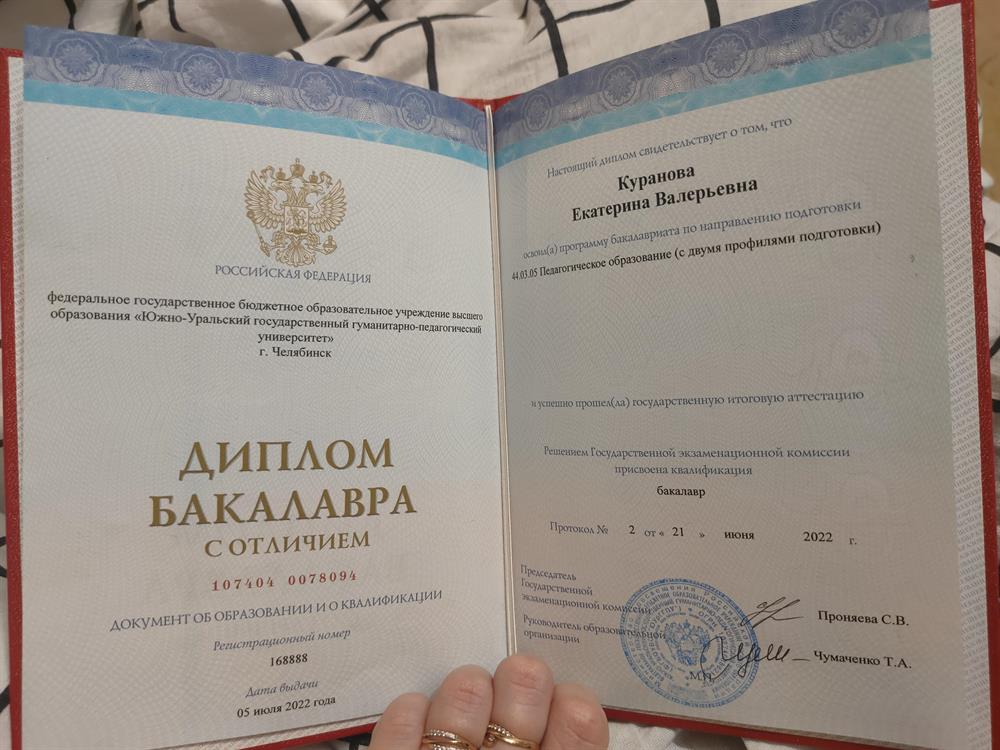 РОССИЙСКАЯ ФЕДЕРАЦИЯ
федеральное государственное бюджетное образовательное учреждение высшего
образования «Южно-Уральский государственный гуманитарно-педагогический
университет»
г. Челябинск
ДИПЛОМ
БАКАЛАВРА
С ОТЛИЧИЕМ
107404 0078094
ДОКУМЕНТ ОБ ОБРАЗОВАНИИ И О КВАЛИФИКАЦИИ
Регистрационный номер
168888
Дата выдачи
05 июля 2022 года
Настоящий диплом свидетельствует о том, что
Куранова
Екатерина Валерьевна
освоил(а) программу бакалавриата по направлению подготовки
44.03.05 Педагогическое образование (с двумя профилями подготовки)
и успешно прошел(ла) государственную итоговую аттестацию
Решением Государственной экзаменационной комиссии
присвоена квалификация
бакалавр
Протокол № 2 от « 21 » июня 2022 г.
Председатель
Государственной
экзаменационной комиссии
Проняева С.В.
Руководитель образовательной
организации
Чумаченко Т.А.
М.П.